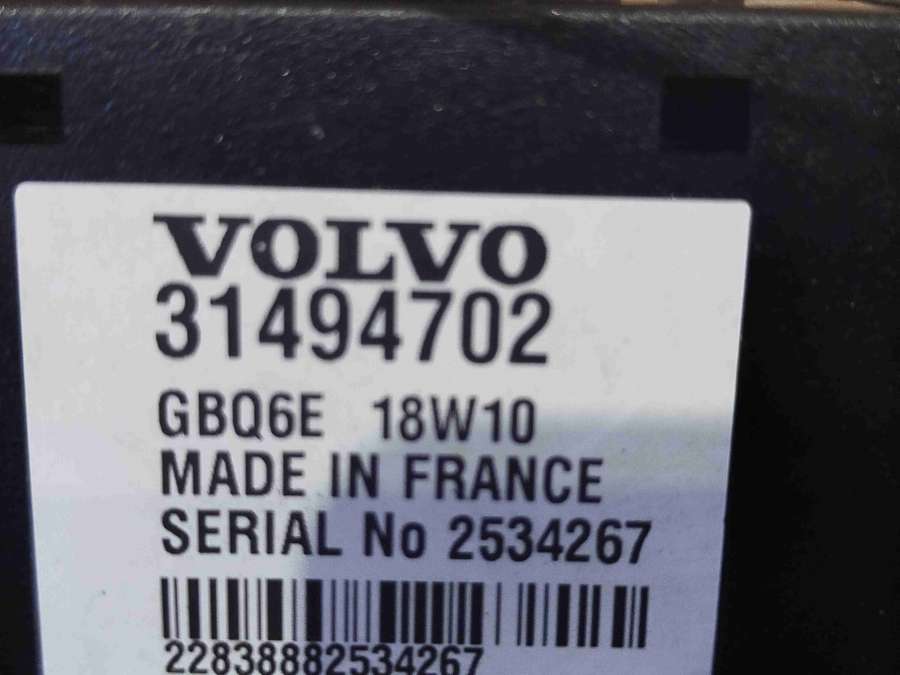 VOLVO
31494702
GBQ6E 18W10
MADE IN FRANCE
SERIAL No 2534267
22838882534267